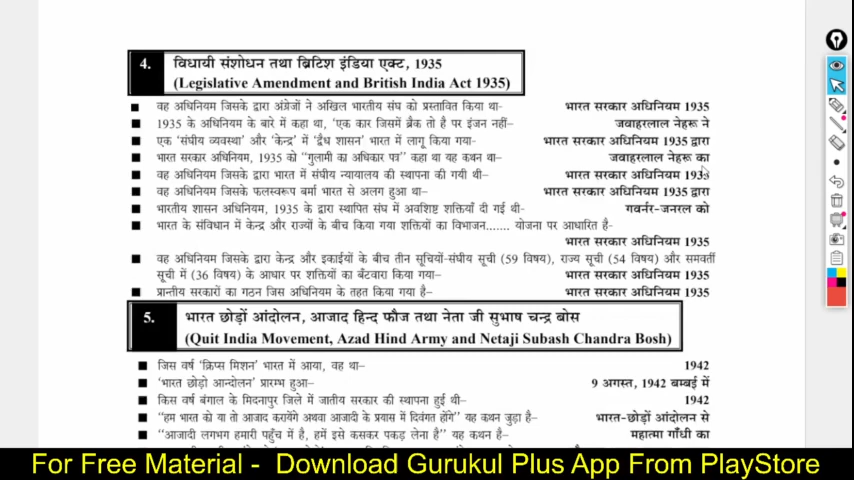 4. विधायी संशोधन तथा ब्रिटिश इंडिया एक्ट, 1935
(Legislative Amendment and British India Act 1935)
■ वह अधिनियम जिसके द्वारा अंग्रेजों ने अखिल भारतीय संघ को प्रस्तावित किया था- भारत सरकार अधिनियम 1935
■ 1935 के अधिनियम के बारे में कहा था, 'एक कार जिसमें ब्रैक तो है पर इंजन नहीं- जवाहरलाल नेहरू ने
■ एक 'संघीय व्यवस्था' और 'केन्द्र' में 'द्वैध शासन' भारत में लागू किया गया- भारत सरकार अधिनियम 1935 द्वारा
■ भारत सरकार अधिनियम, 1935 को "गुलामी का अधिकार पत्र" कहा था यह कथन था- जवाहरलाल नेहरू का
■ वह अधिनियम जिसके द्वारा भारत में संघीय न्यायालय की स्थापना की गयी थी- भारत सरकार अधिनियम 1935
■ वह अधिनियम जिसके फलस्वरूप बर्मा भारत से अलग हुआ था- भारत सरकार अधिनियम 1935 द्वारा
■ भारतीय शासन अधिनियम, 1935 के द्वारा स्थापित संघ में अवशिष्ट शक्तियाँ दी गई थी- गवर्नर-जनरल को
■ भारत के संविधान में केन्द्र और राज्यों के बीच किया गया शक्तियों का विभाजन....... योजना पर आधारित है-
भारत सरकार अधिनियम 1935
■ वह अधिनियम जिसके द्वारा केन्द्र और इकाईयों के बीच तीन सूचियों-संघीय सूची (59 विषय), राज्य सूची (54 विषय) और समवर्ती
सूची में (36 विषय) के आधार पर शक्तियों का बँटवारा किया गया- भारत सरकार अधिनियम 1935
■ प्रान्तीय सरकारों का गठन जिस अधिनियम के तहत किया गया है- भारत सरकार अधिनियम 1935
5. भारत छोड़ों आंदोलन, आजाद हिन्द फौज तथा नेता जी सुभाष चन्द्र बोस
(Quit India Movement, Azad Hind Army and Netaji Subash Chandra Bosh)
■ जिस वर्ष 'क्रिप्स मिशन' भारत में आया, वह था- 1942
■ 'भारत छोड़ो आन्दोलन' प्रारम्भ हुआ- 9 अगस्त, 1942 बम्बई में
■ किस वर्ष बंगाल के मिदनापुर जिले में जातीय सरकार की स्थापना हुई थी- 1942
■ "हम भारत को या तो आजाद करायेंगे अथवा आजादी के प्रयास में दिवंगत होंगे" यह कथन जुड़ा है- भारत-छोड़ों आंदोलन से
■ "आजादी लगभग हमारी पहुँच में है, हमें इसे कसकर पकड़ लेना है" यह कथन है- महात्मा गाँधी का
For Free Material - Download Gurukul Plus App From PlayStore